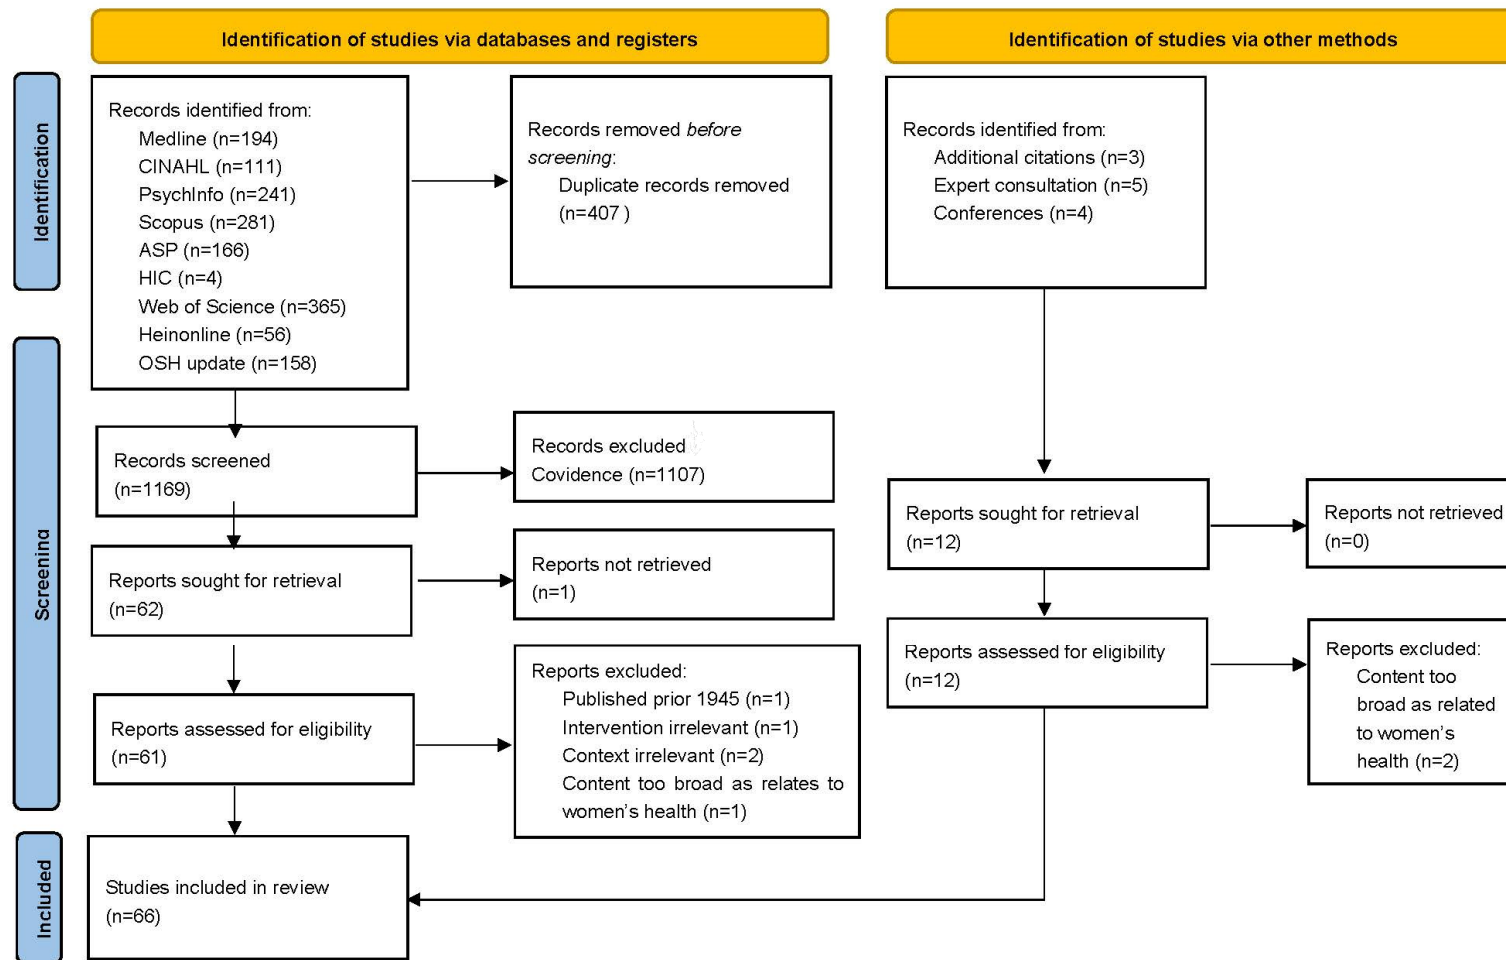 Identification of studies via databases and registers
Identification of studies via other methods
Identification
Records identified from:
Medline (n=194)
CINAHL (n=111)
PsychInfo (n=241)
Scopus (n=281)
ASP (n=166)
HIC (n=4)
Web of Science (n=365)
Heinonline (n=56)
OSH update (n=158)
Records removed before
screening:
Duplicate records removed
(n=407 )
Records identified from:
Additional citations (n=3)
Expert consultation (n=5)
Conferences (n=4)
Screening
Records screened
(n=1169)
Records excluded
Covidence (n=1107)
Reports sought for retrieval
(n=62)
Reports not retrieved
(n=1)
Reports sought for retrieval
(n=12)
Reports not retrieved
(n=0)
Reports assessed for eligibility
(n=61)
Reports excluded:
Published prior 1945 (n=1)
Intervention irrelevant (n=1)
Context irrelevant (n=2)
Content too broad as relates to
women's health (n=1)
Reports assessed for eligibility
(n=12)
Reports excluded:
Content too
broad as related
to women's
health (n=2)
Included
Studies included in review
(n=66)